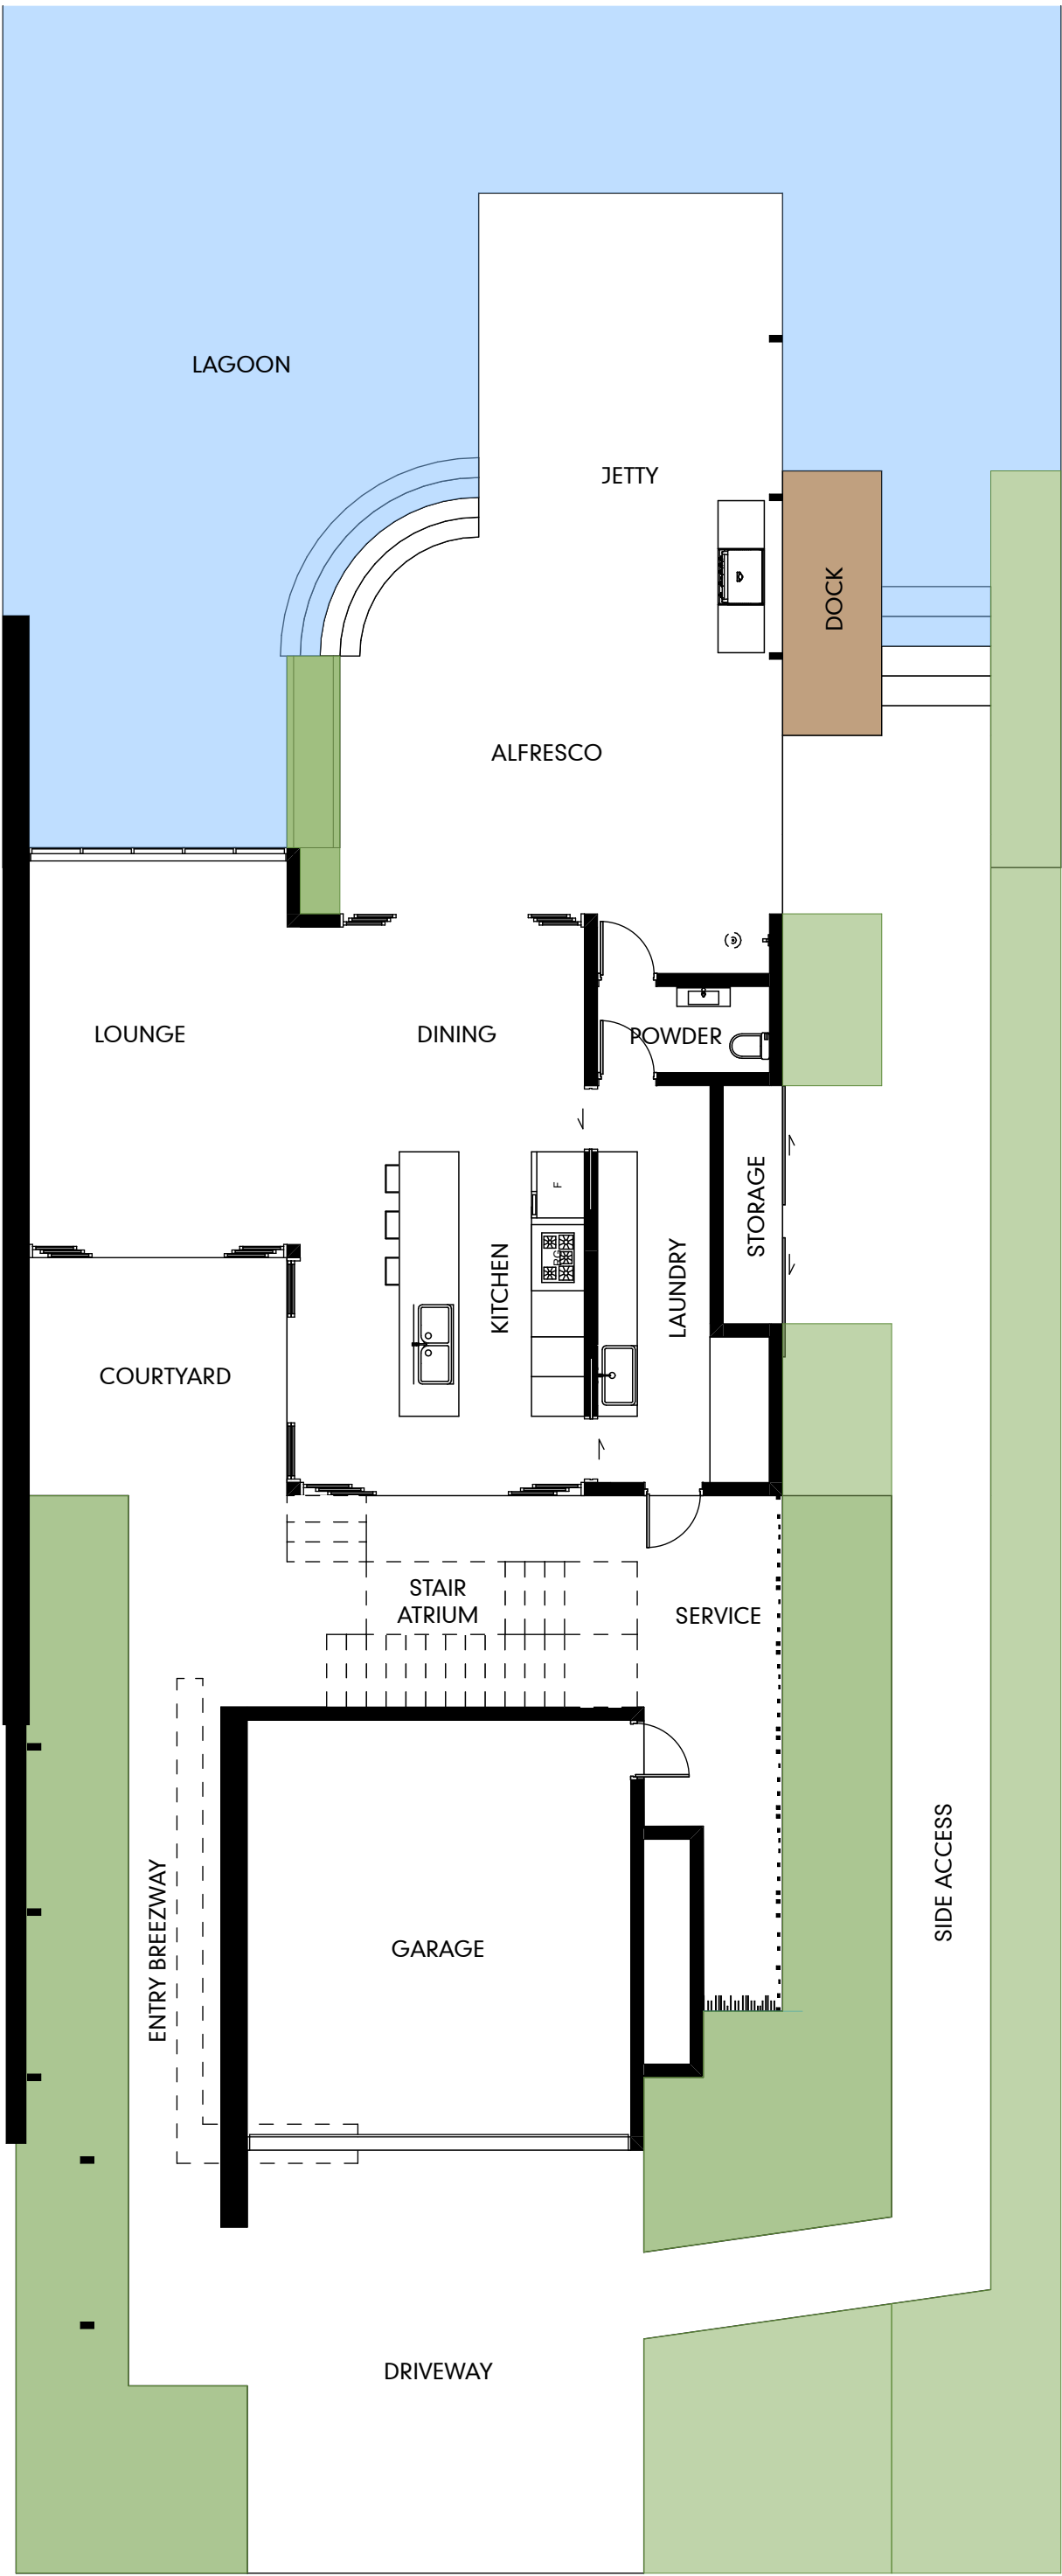 LAGOON
JETTY
DOCK
ALFRESCO
LOUNGE
DINING
POWDER
F
STORAGE
KITCHEN
LAUNDRY
COURTYARD
STAIR
ATRIUM
SERVICE
SIDE ACCESS
ENTRY BREEZWAY
GARAGE
DRIVEWAY